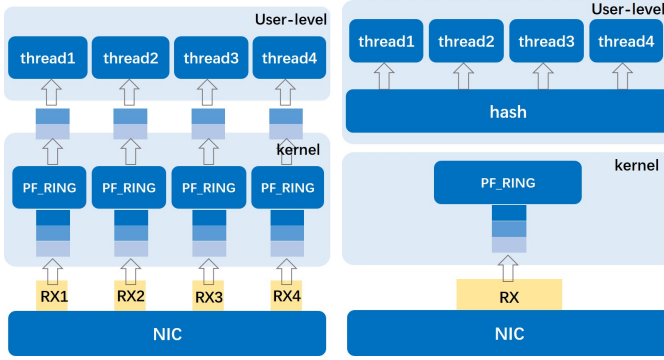 User-level
thread1 thread2 thread3 thread4
kernel
PF_RING PF_RING PF_RING PF_RING
RX1 RX2 RX3 RX4
NIC
User-level
thread1 thread2 thread3 thread4
hash
kernel
PF_RING
RX
NIC